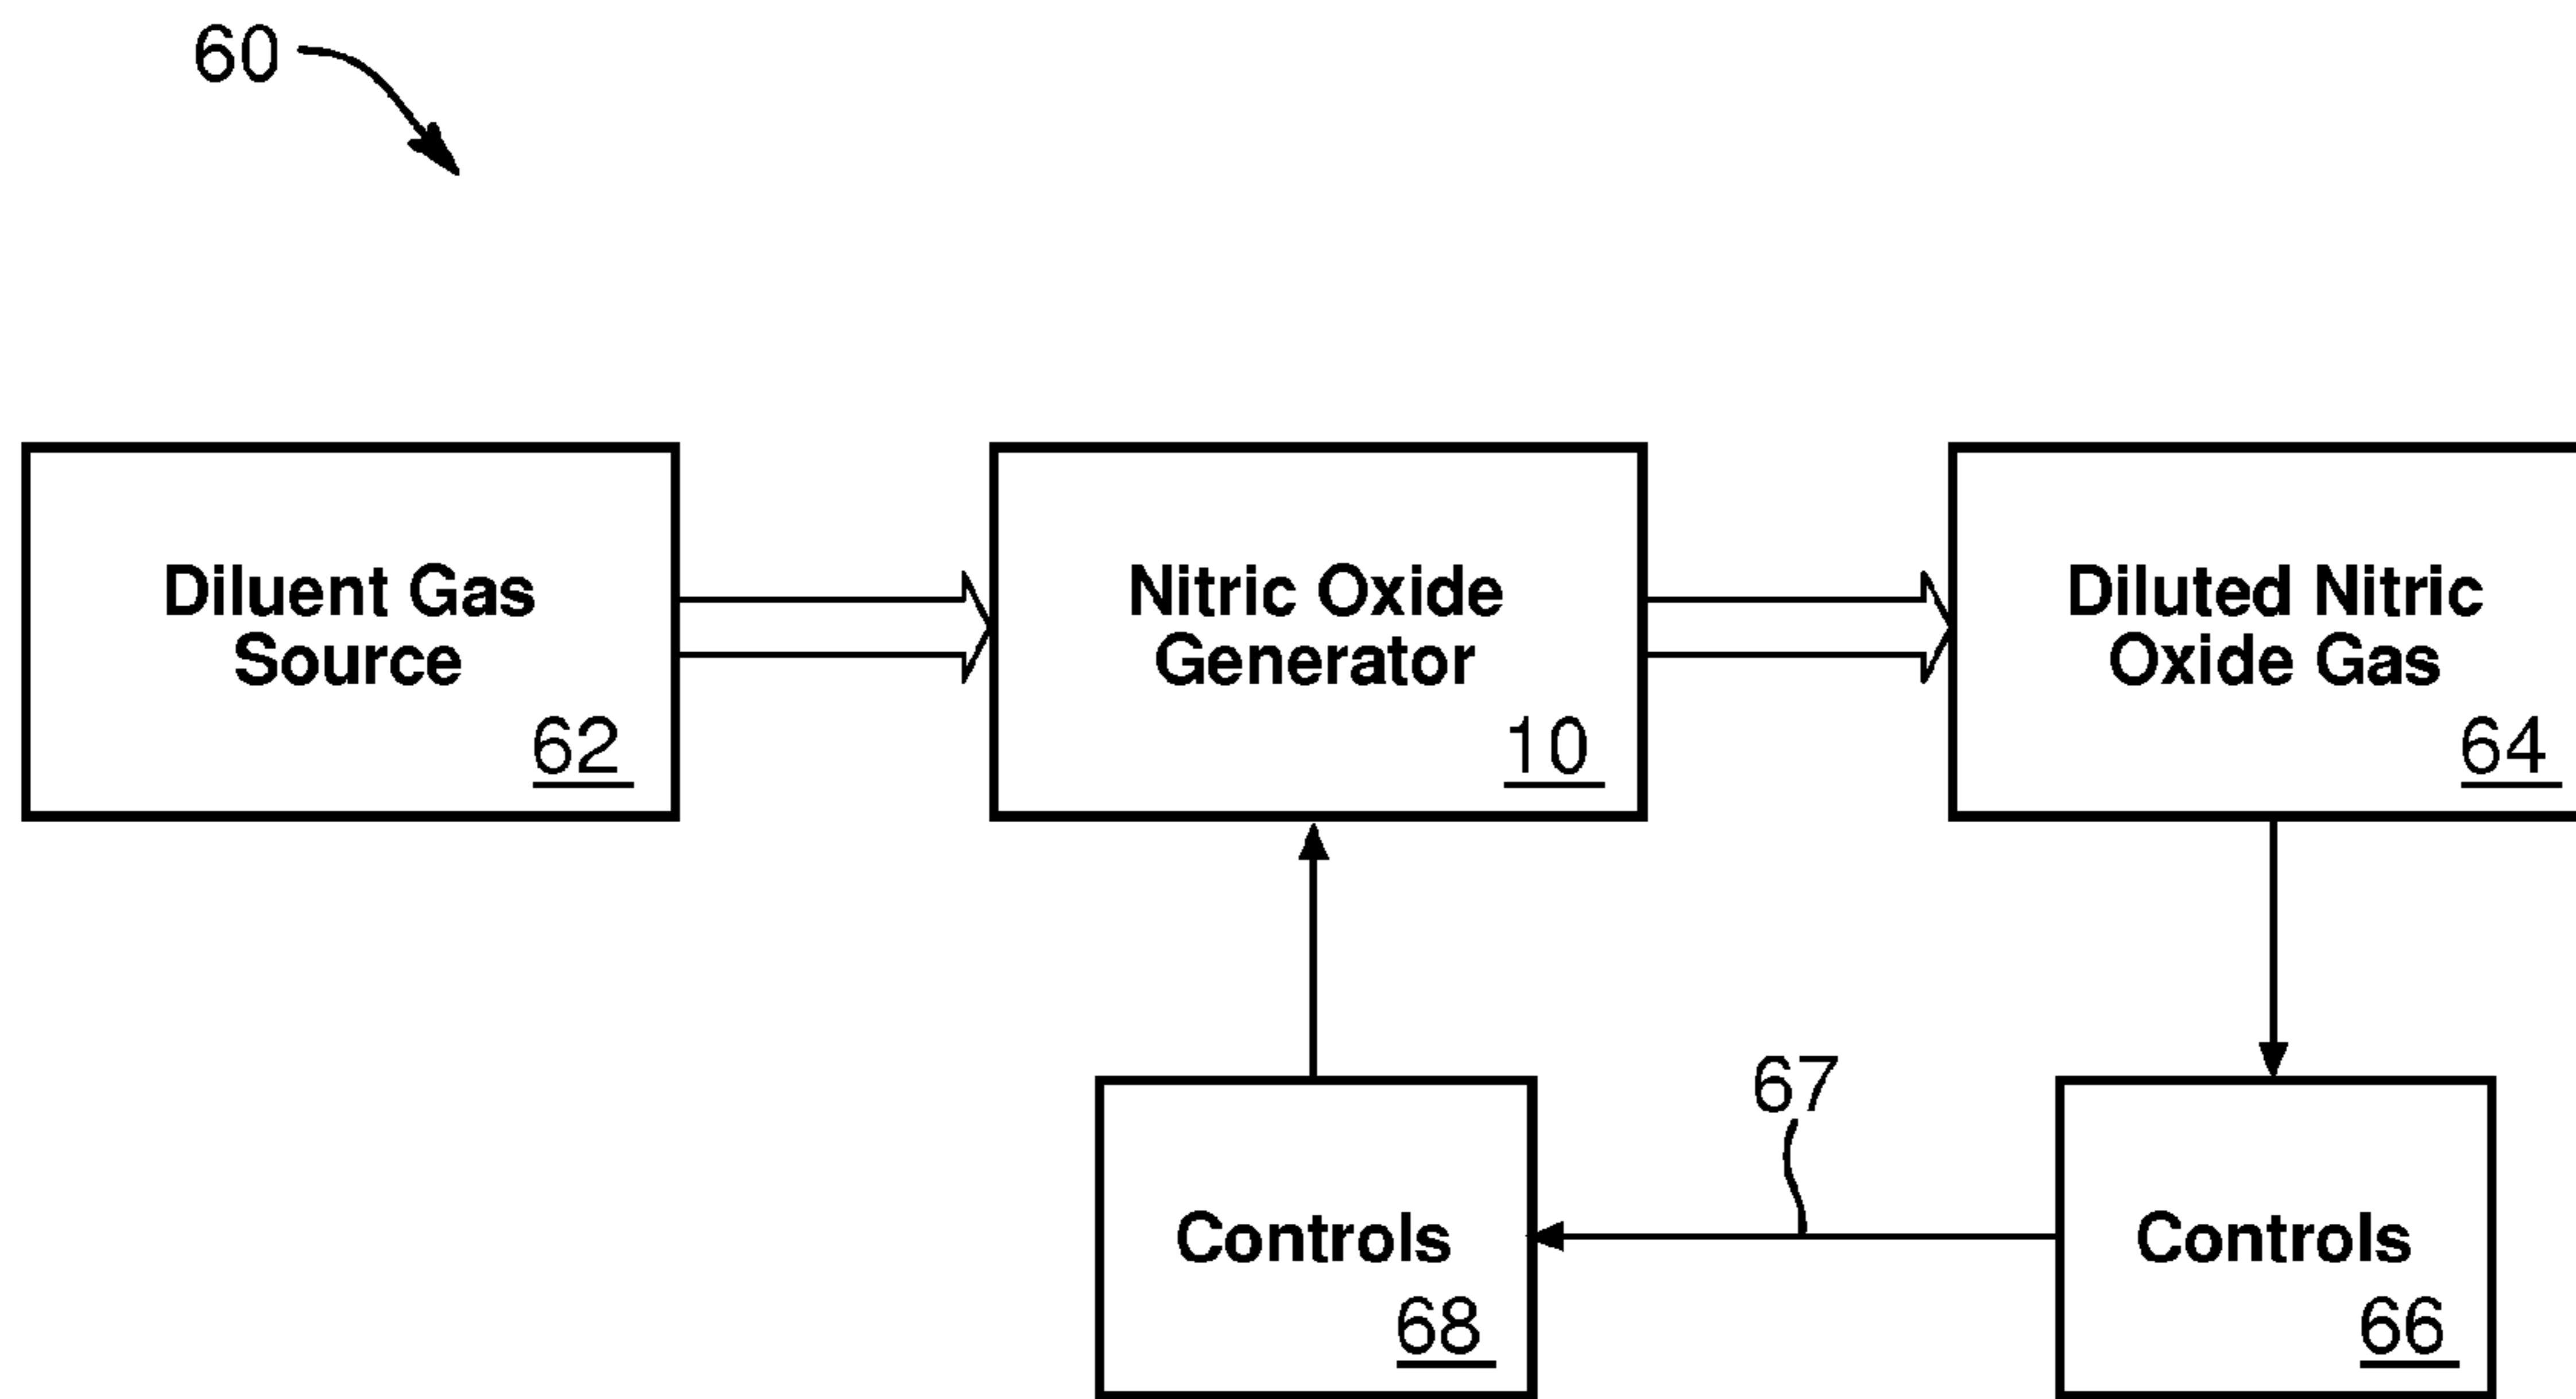 60
Diluent Gas
Source
62
Nitric Oxide
Generator
10
Diluted Nitric
Oxide Gas
64
67
Controls
68
Controls
66